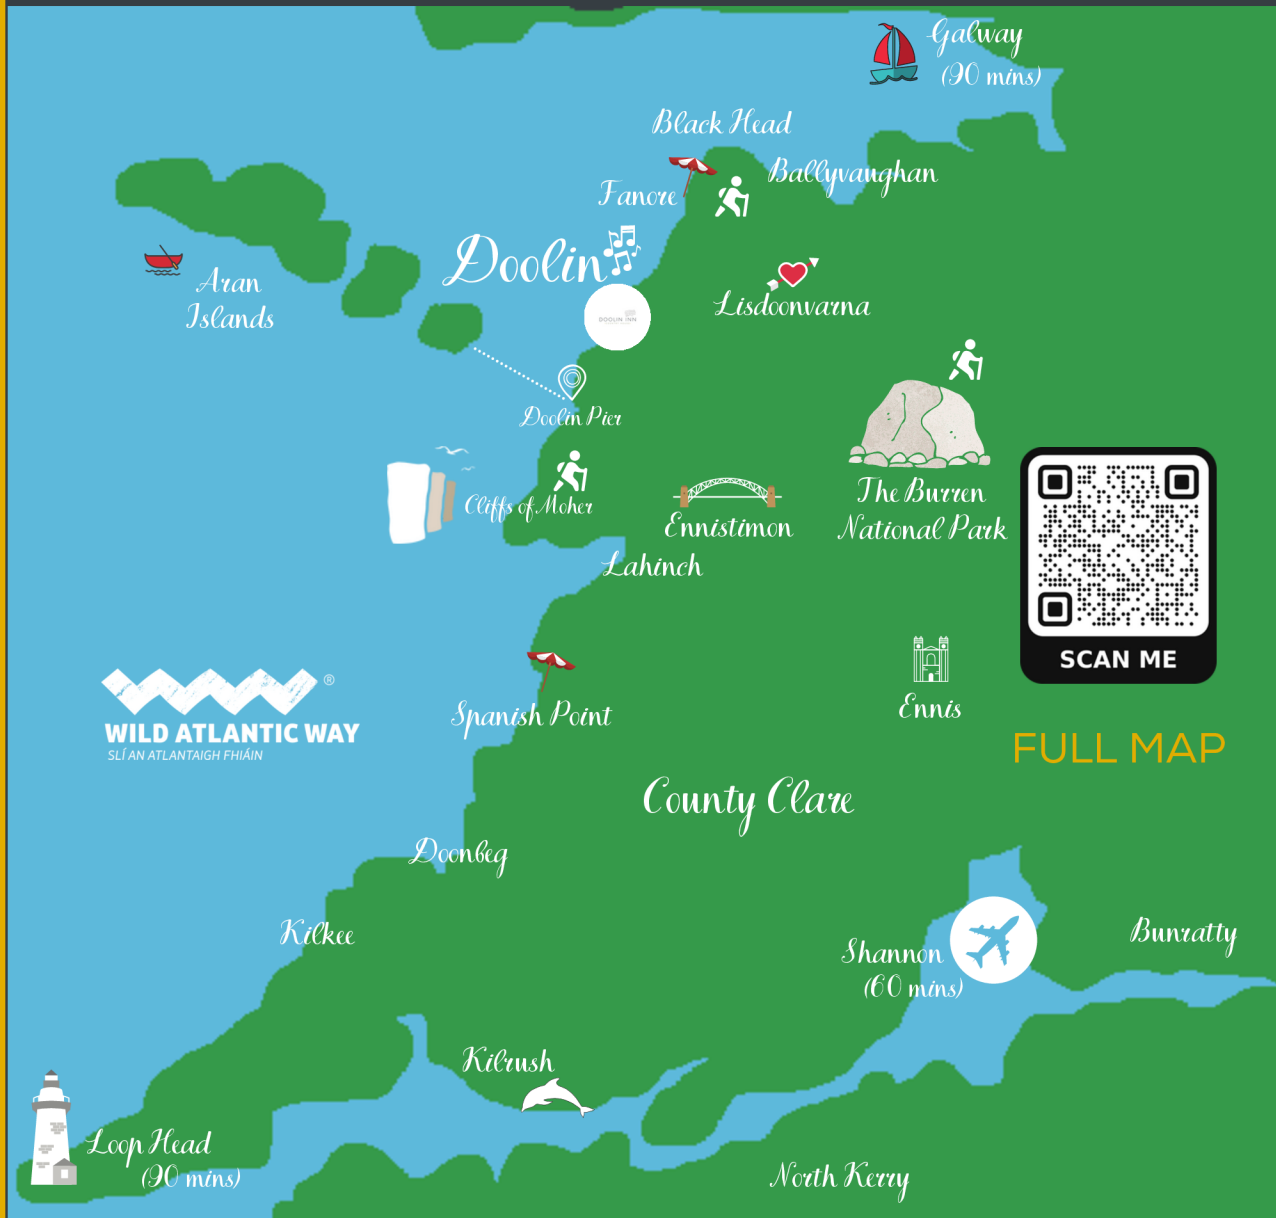 Galway
(90 mins)
Black Head
Ballyvaughan
Fanore
Doolin
Aran
Islands
Lisdoonvarna
DOOLIN INN
Doolin Pier
Cliffs of Moher
The Burren
National Park
Ennistimon
Lahinch
SCAN ME
WILD ATLANTIC WAY
®
SLÍ AN ATLANTAIGH FHIÁIN
Spanish Point
Ennis
FULL MAP
County Clare
Doonbeg
Kilkee
Shannon
(60 mins)
Bunratty
Kilrush
Loop Head
(90 mins)
North Kerry